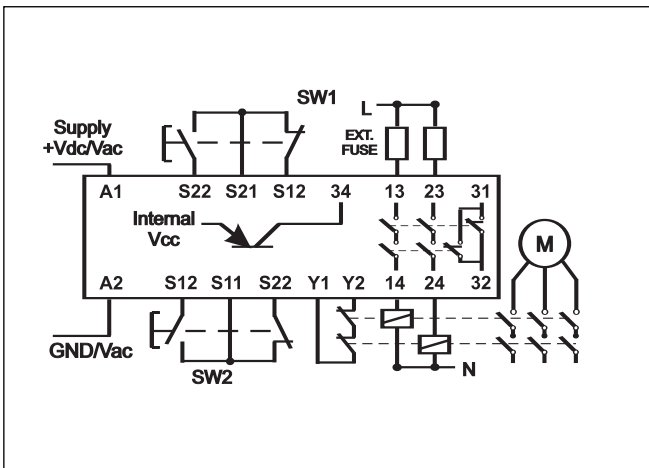 SW1
L
Supply
+Vdc/Vac
EXT.
FUSE
A1 S22 S21 S12 34 13 23 31
Internal
Vcc
M
A2 S12 S11 S22 Y1 Y2 14 24 32
GND/Vac
SW2
N